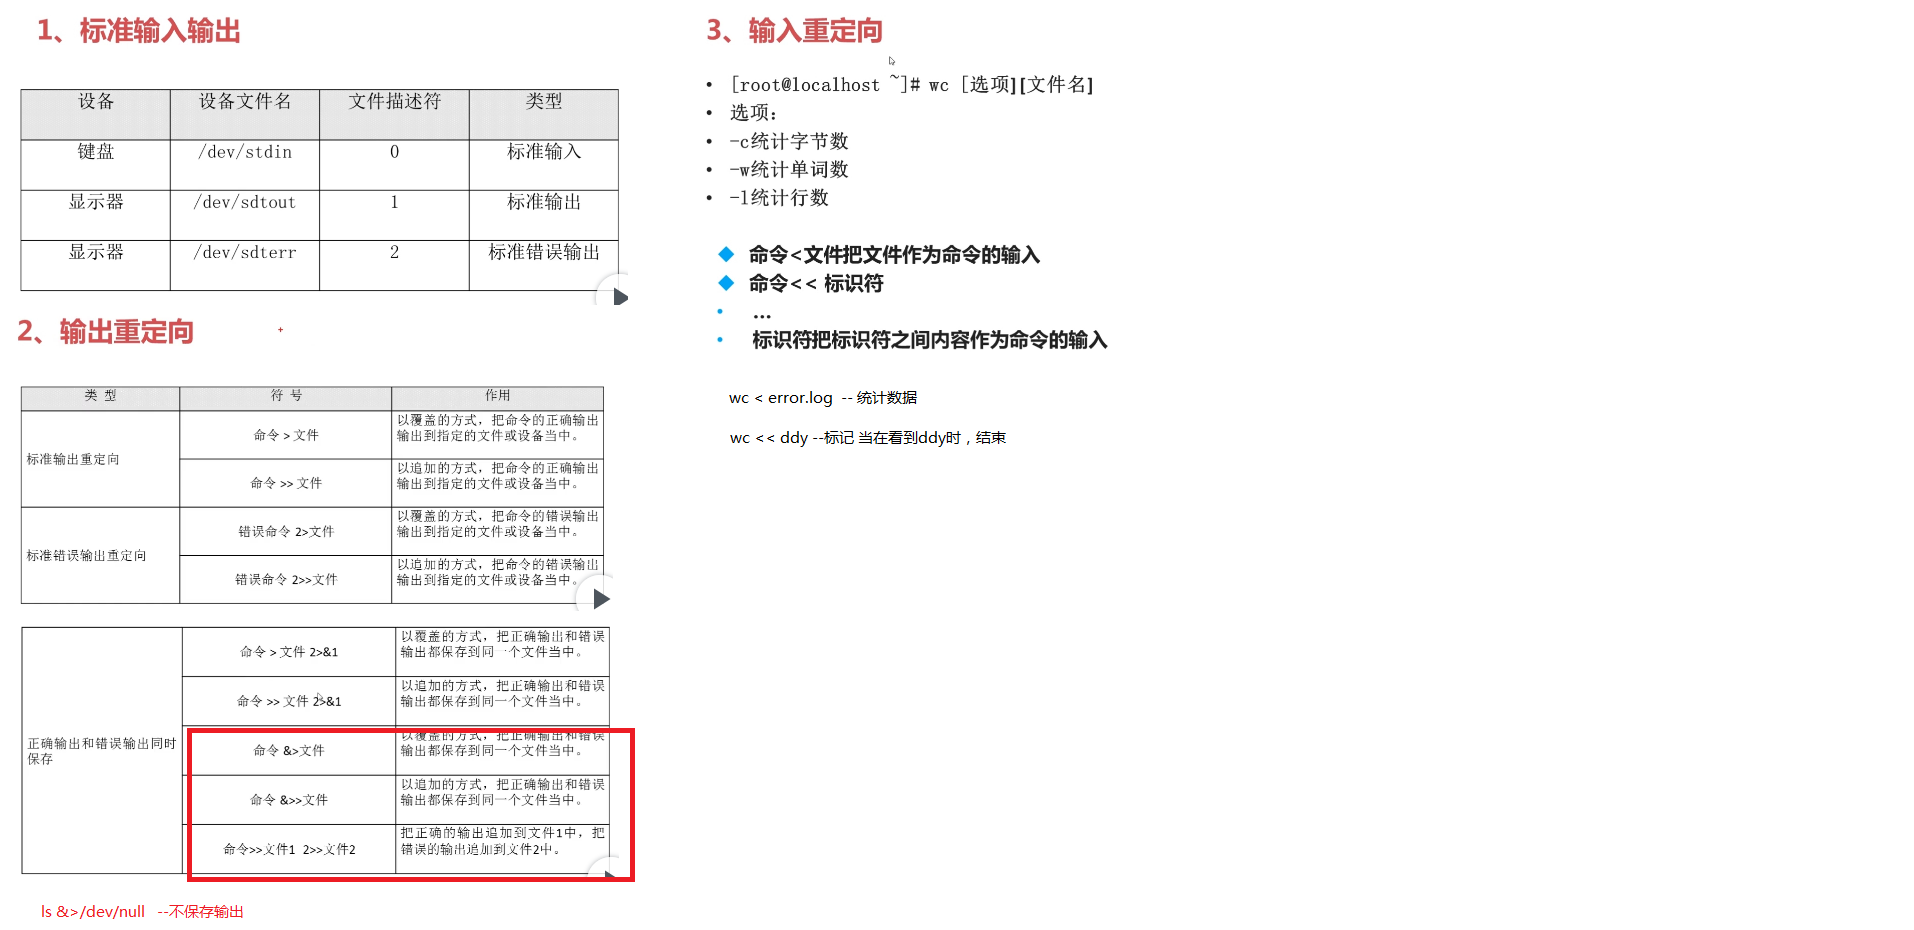 1、标准输入输出
设备 设备文件名 文件描述符 类型
键盘 /dev/stdin 0 标准输入
显示器 /dev/sdtout 1 标准输出
显示器 /dev/sdterr 2 标准错误输出
2、输出重定向
类 型 符 号 作用
标准输出重定向
命令 > 文件
以覆盖的方式，把命令的正确输出
输出到指定的文件或设备当中。
命令 >> 文件
以追加的方式，把命令的正确输出
输出到指定的文件或设备当中。
标准错误输出重定向
错误命令 2>文件
以覆盖的方式，把命令的错误输出
输出到指定的文件或设备当中。
错误命令 2>>文件
以追加的方式，把命令的错误输出
输出到指定的文件或设备当中。
正确输出和错误输出同时
保存
命令 > 文件 2>&1
以覆盖的方式，把正确输出和错误
输出都保存到同一个文件当中。
命令 >> 文件 2>&1
以追加的方式，把正确输出和错误
输出都保存到同一个文件当中。
命令 &>文件
以覆盖的方式，把正确输出和错误
输出都保存到同一个文件当中。
命令 &>>文件
以追加的方式，把正确输出和错误
输出都保存到同一个文件当中。
命令>>文件1 2>>文件2
把正确的输出追加到文件1中，把
错误的输出追加到文件2中。
ls &>/dev/null --不保存输出
3、输入重定向
• [root@localhost ~]# wc [选项][文件名]
• 选项：
• -c统计字节数
• -w统计单词数
• -l统计行数
◆ 命令<文件把文件作为命令的输入
◆ 命令<< 标识符
• ...
• 标识符把标识符之间内容作为命令的输入
wc < error.log -- 统计数据
wc << ddy --标记 当在看到ddy时，结束